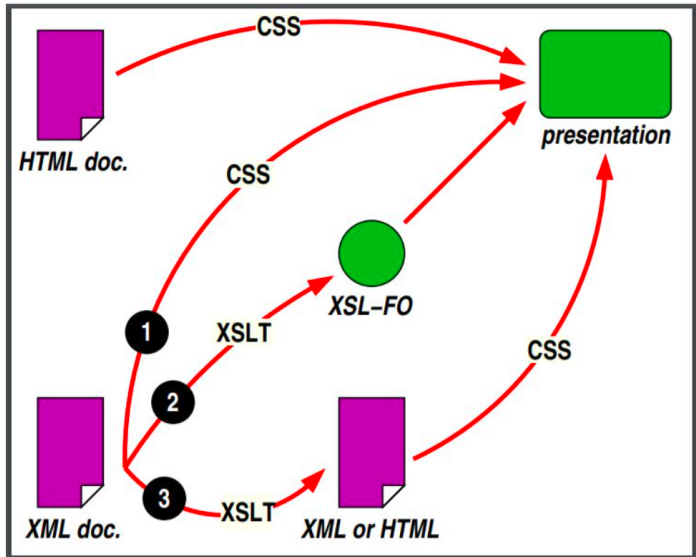 CSS
HTML doc.
presentation
CSS
XSL–FO
1
XSLT
CSS
2
3
XSLT
XML doc.
XML or HTML